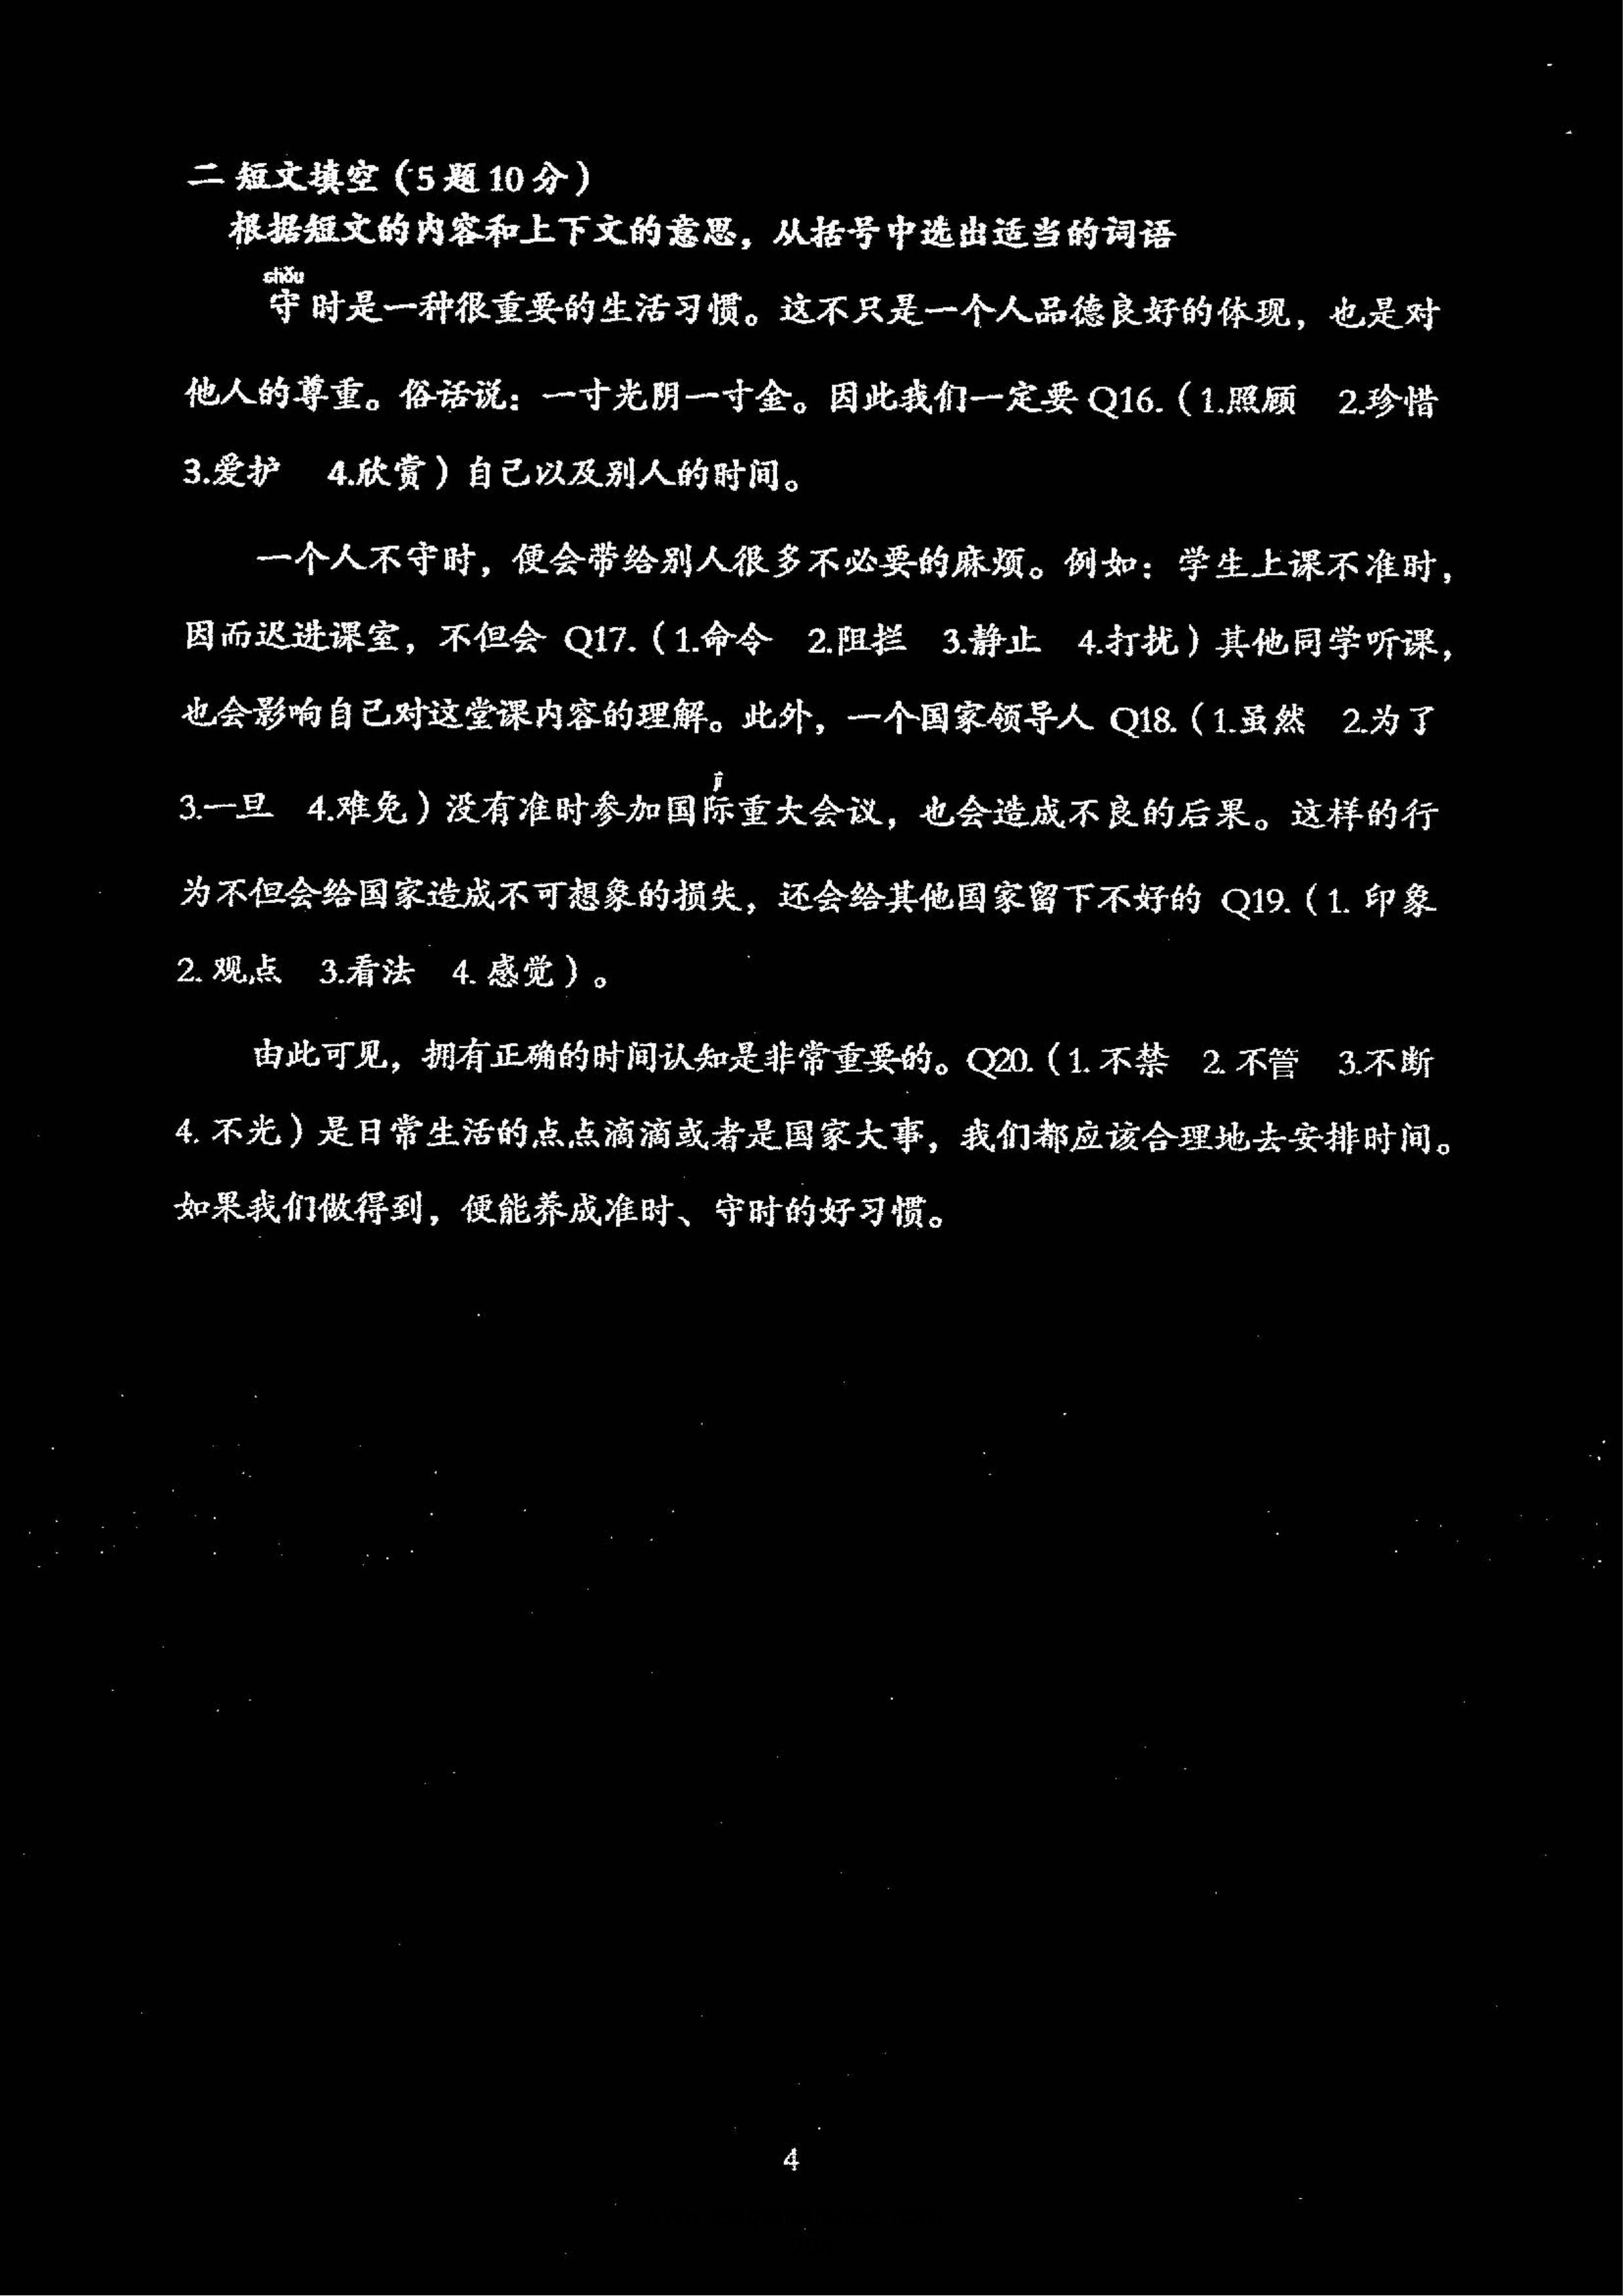 二 短文填空（5题10分）
根据短文的内容和上下文的意思，从括号中选出适当的词语
shǒu
守时是一种很重要的生活习惯。这不只是一个人品德良好的体现，也是对
他人的尊重。俗话说：一寸光阴一寸金。因此我们一定要Q16.（1.照顾 2.珍惜
3.爱护 4.欣赏）自己以及别人的时间。
一个人不守时，便会带给别人很多不必要的麻烦。例如：学生上课不准时，
因而迟进课室，不但会 Q17.（1.命令 2.阻拦 3.静止 4.打扰）其他同学听课，
也会影响自己对这堂课内容的理解。此外，一个国家领导人 Q18.（1.虽然 2.为了
jì
3.一旦 4.难免）没有准时参加国际重大会议，也会造成不良的后果。这样的行
为不但会给国家造成不可想象的损失，还会给其他国家留下不好的 Q19.（1. 印象
2. 观点 3.看法 4. 感觉）。
由此可见，拥有正确的时间认知是非常重要的。Q20.（1. 不禁 2. 不管 3.不断
4. 不光）是日常生活的点点滴滴或者是国家大事，我们都应该合理地去安排时间。
如果我们做得到，便能养成准时、守时的好习惯。
4